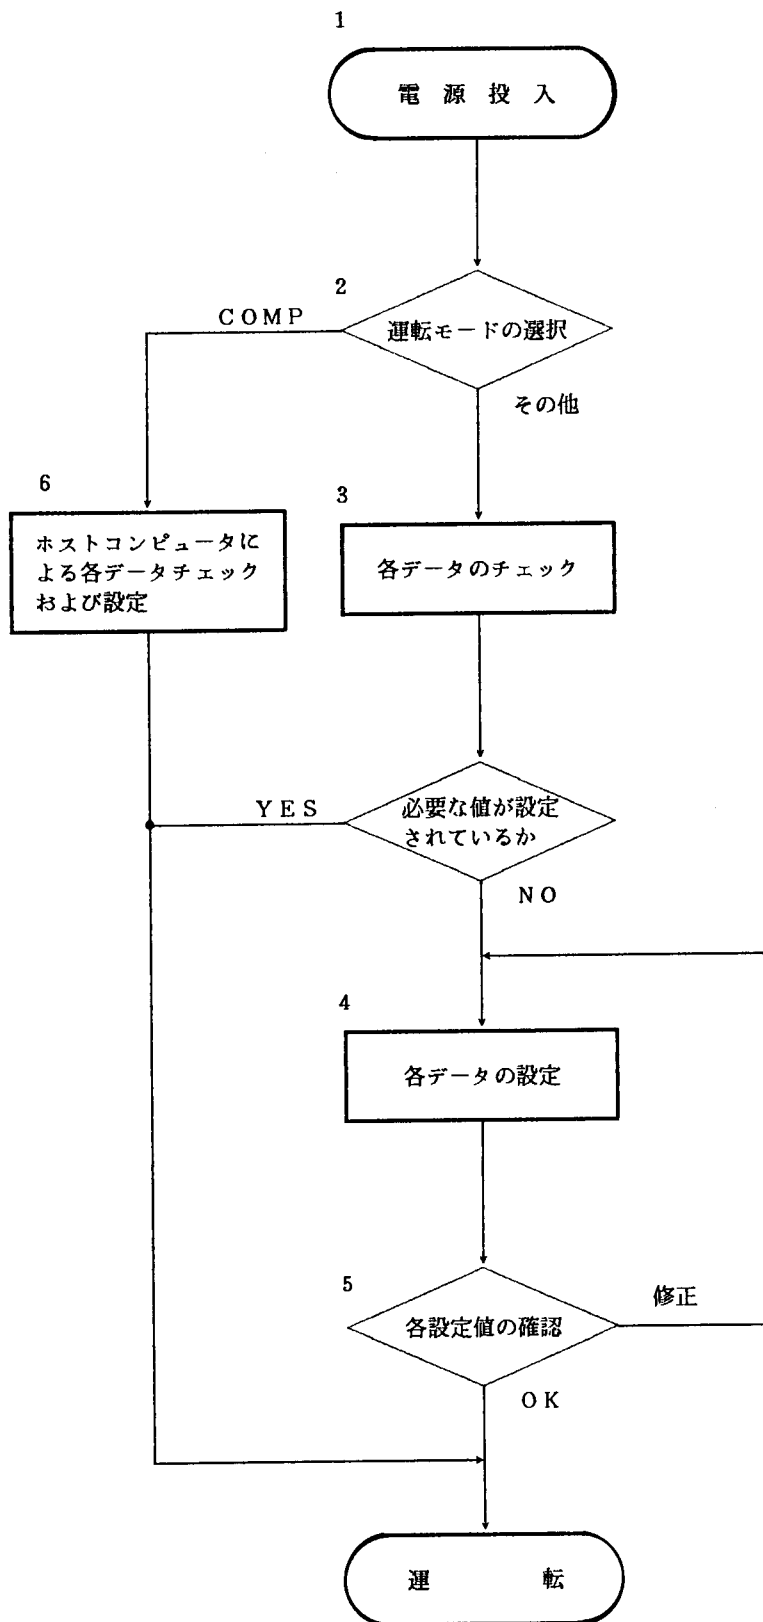 1
電源投入
2
COMP
運転モードの選択
その他
6
3
ホストコンピュータに
よる各データチェック
および設定
各データのチェック
YES
必要な値が設定
されているか
NO
4
各データの設定
5
各設定値の確認
修正
OK
運転